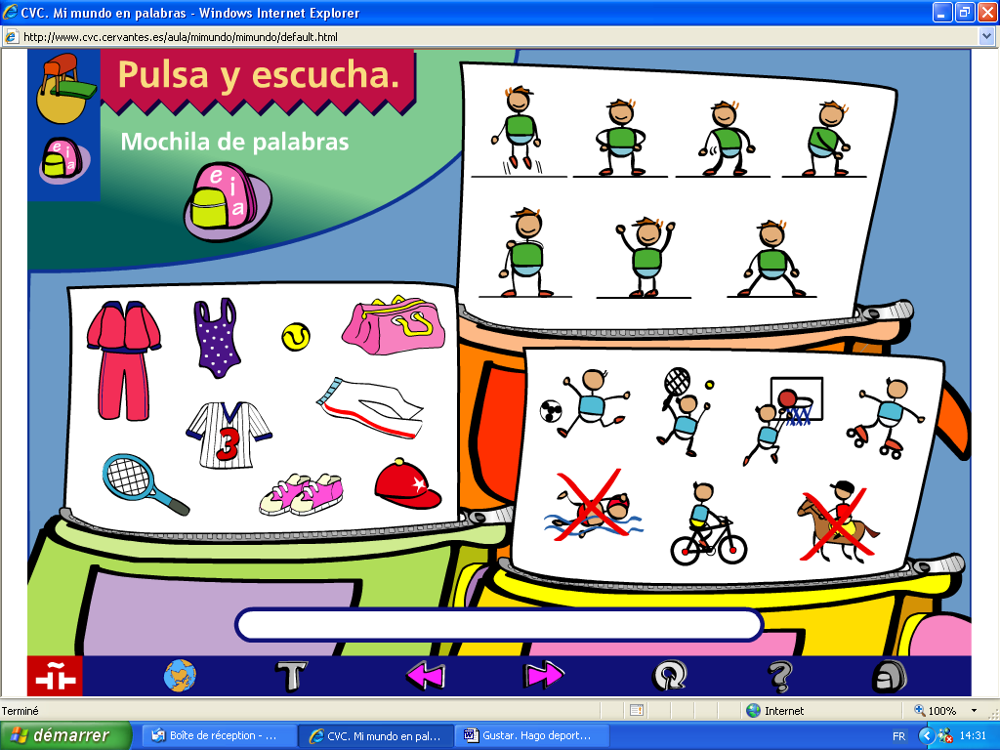 CVC. Mi mundo en palabras - Windows Internet Explorer
http://www.cvc.cervantes.es/aula/mimundo/mimundo/default.html
Pulsa y escucha.
Mochila de palabras
e i a
e i a
3
T
?
Terminé
Internet
100%
démarrer
Boîte de réception - ...
CVC. Mi mundo en pal...
Gustar. Hago deport...
FR
14:31